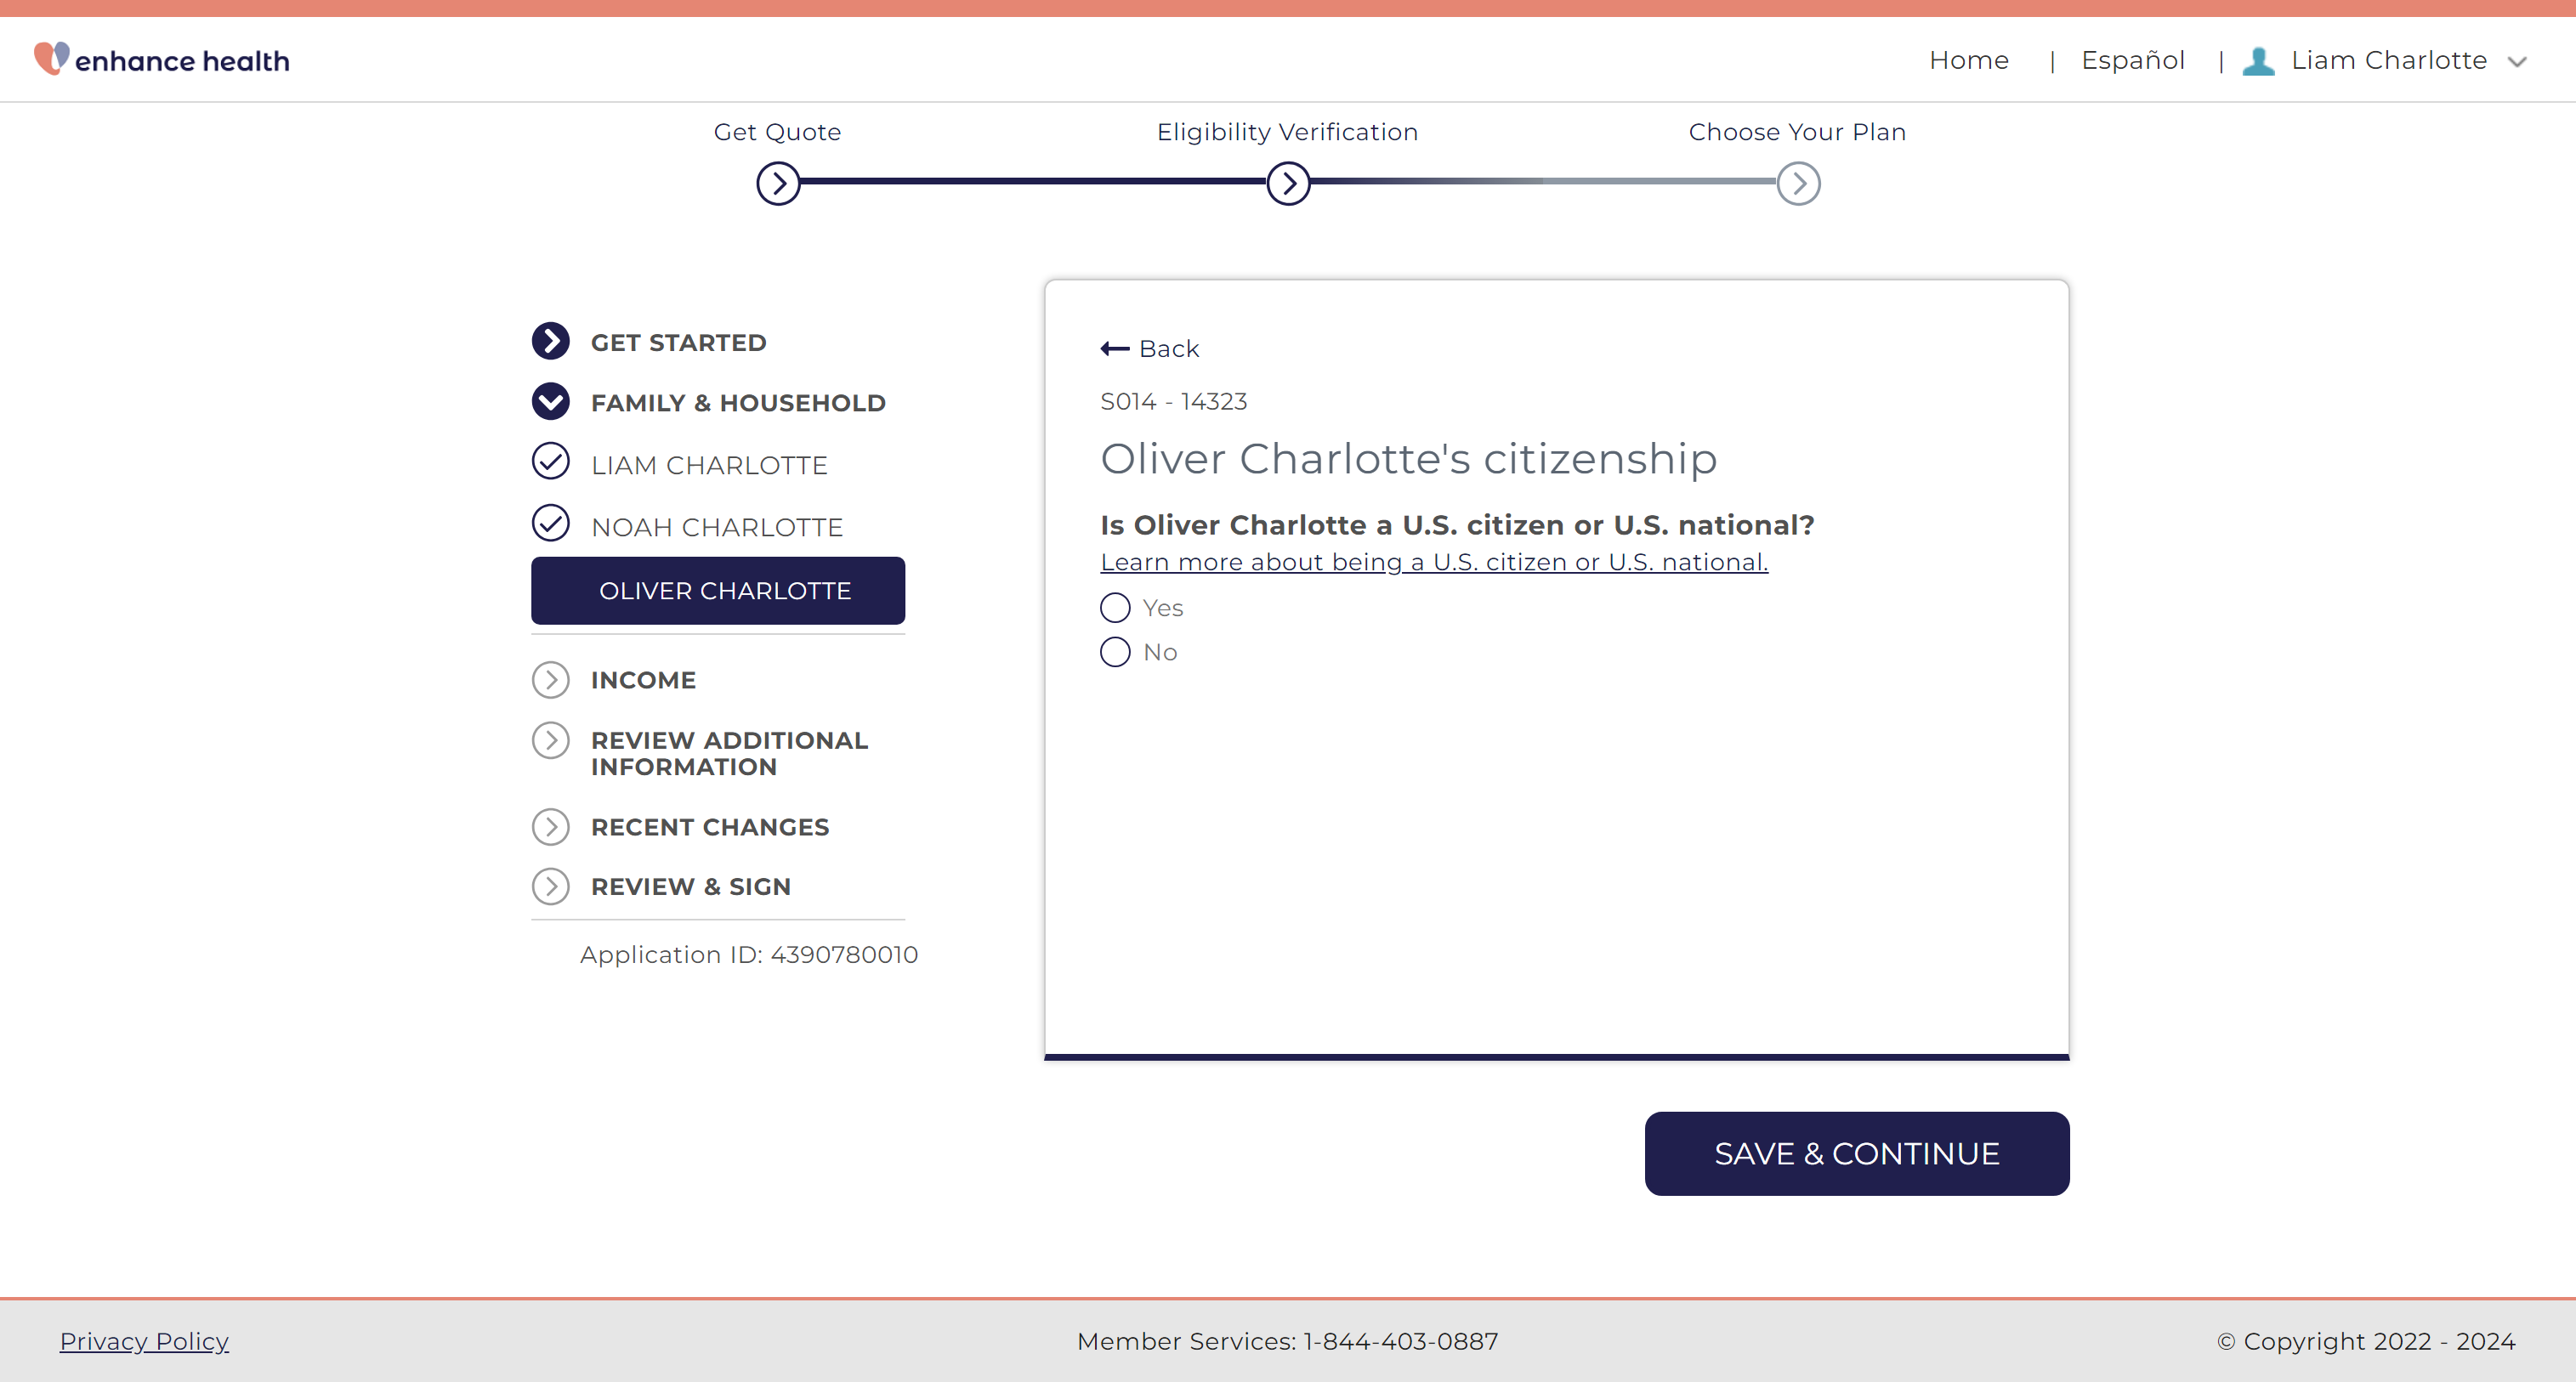 enhance health
Home | Español | Liam Charlotte
Get Quote
Eligibility Verification
Choose Your Plan
GET STARTED
FAMILY & HOUSEHOLD
LIAM CHARLOTTE
NOAH CHARLOTTE
OLIVER CHARLOTTE
INCOME
REVIEW ADDITIONAL
INFORMATION
RECENT CHANGES
REVIEW & SIGN
Application ID: 4390780010
Back
S014 - 14323
Oliver Charlotte's citizenship
Is Oliver Charlotte a U.S. citizen or U.S. national?
Learn more about being a U.S. citizen or U.S. national.
Yes
No
SAVE & CONTINUE
Privacy Policy
Member Services: 1-844-403-0887
© Copyright 2022 - 2024